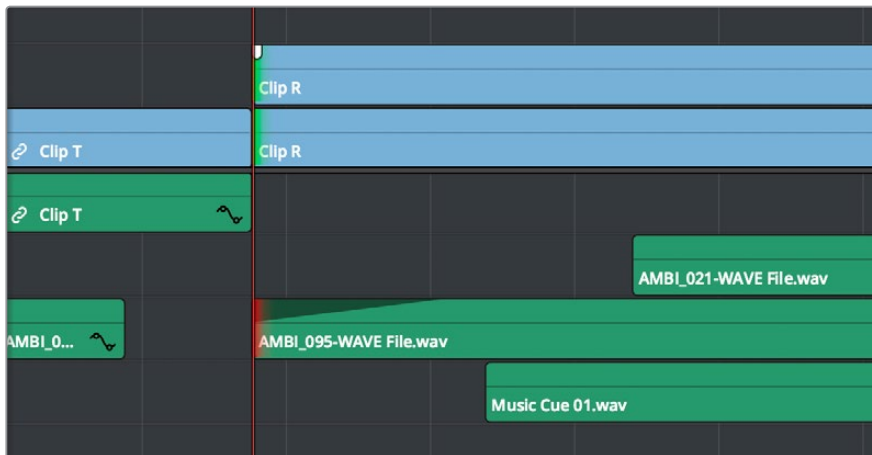 Clip R
Clip T
Clip R
Clip T
AMBI_021-WAVE File.wav
AMBI_0...
AMBI_095-WAVE File.wav
Music Cue 01.wav